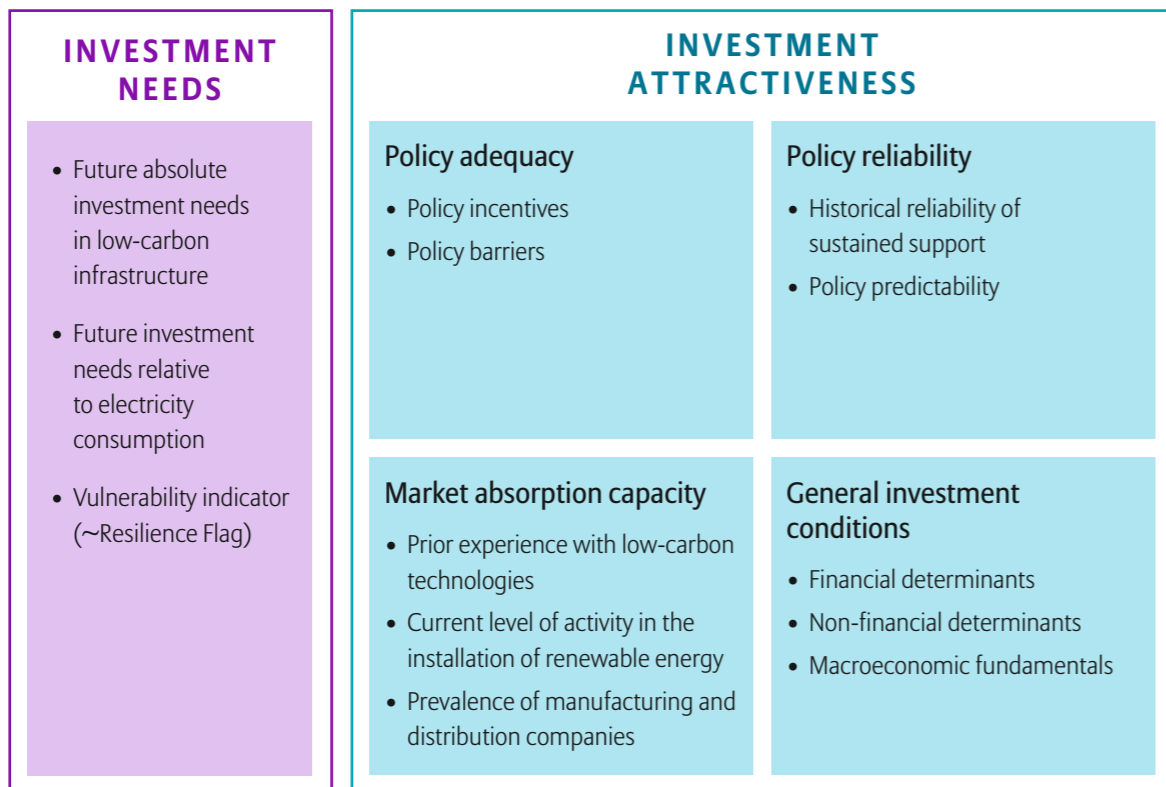 INVESTMENT
NEEDS
• Future absolute
investment needs
in low-carbon
infrastructure
• Future investment
needs relative
to electricity
consumption
• Vulnerability indicator
(~Resilience Flag)
INVESTMENT
ATTRACTIVENESS
Policy adequacy
• Policy incentives
• Policy barriers
Policy reliability
• Historical reliability of
sustained support
• Policy predictability
Market absorption capacity
• Prior experience with low-carbon
technologies
• Current level of activity in the
installation of renewable energy
• Prevalence of manufacturing and
distribution companies
General investment
conditions
• Financial determinants
• Non-financial determinants
• Macroeconomic fundamentals